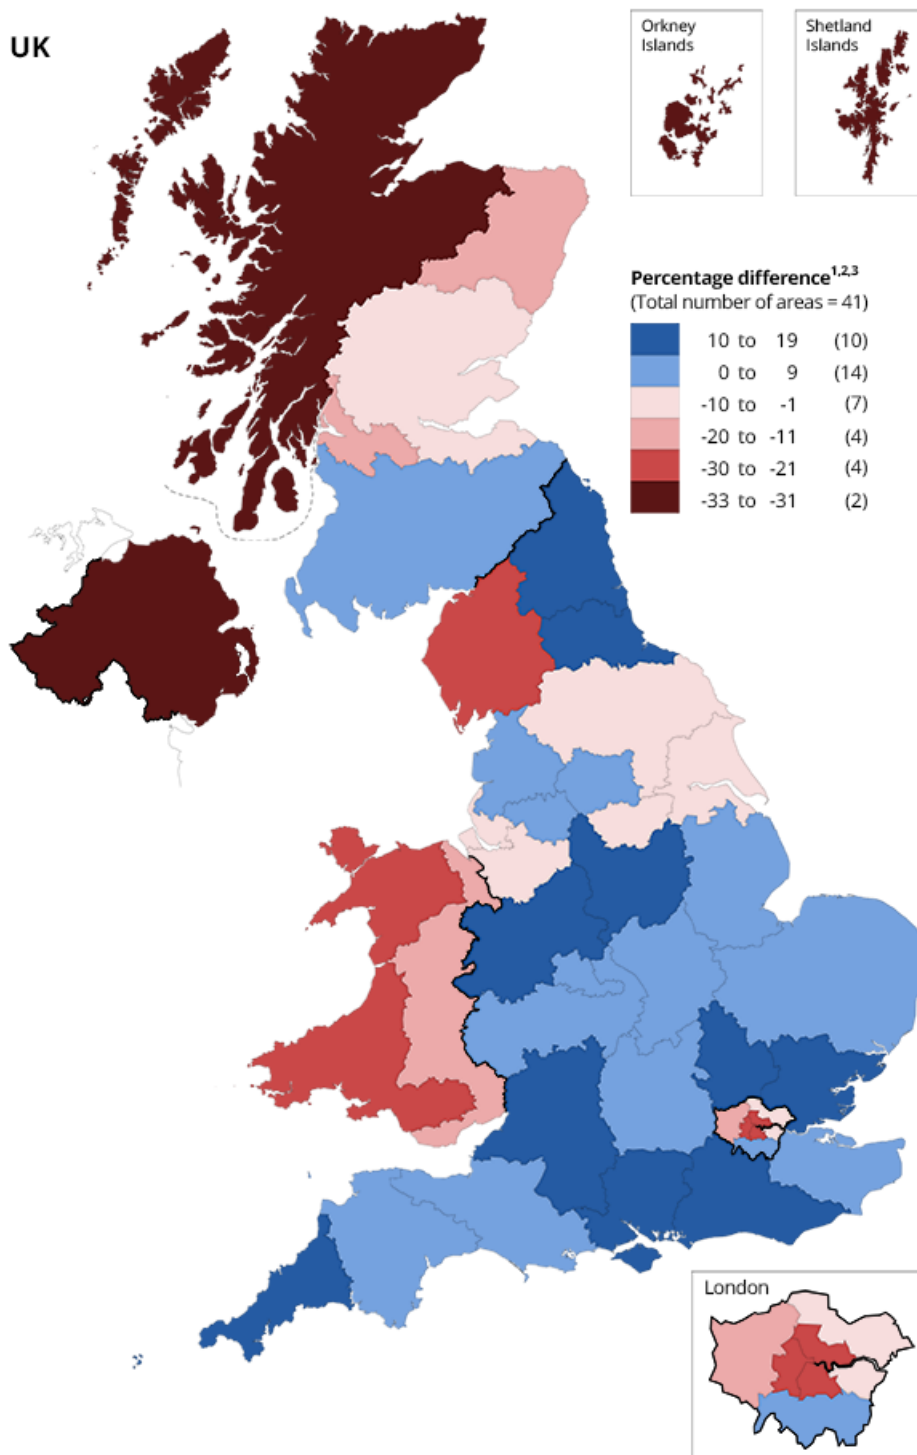 UK
Orkney
Islands
Shetland
Islands
Percentage difference1,2,3
(Total number of areas = 41)
10 to 19 (10)
0 to 9 (14)
-10 to -1 (7)
-20 to -11 (4)
-30 to -21 (4)
-33 to -31 (2)
London